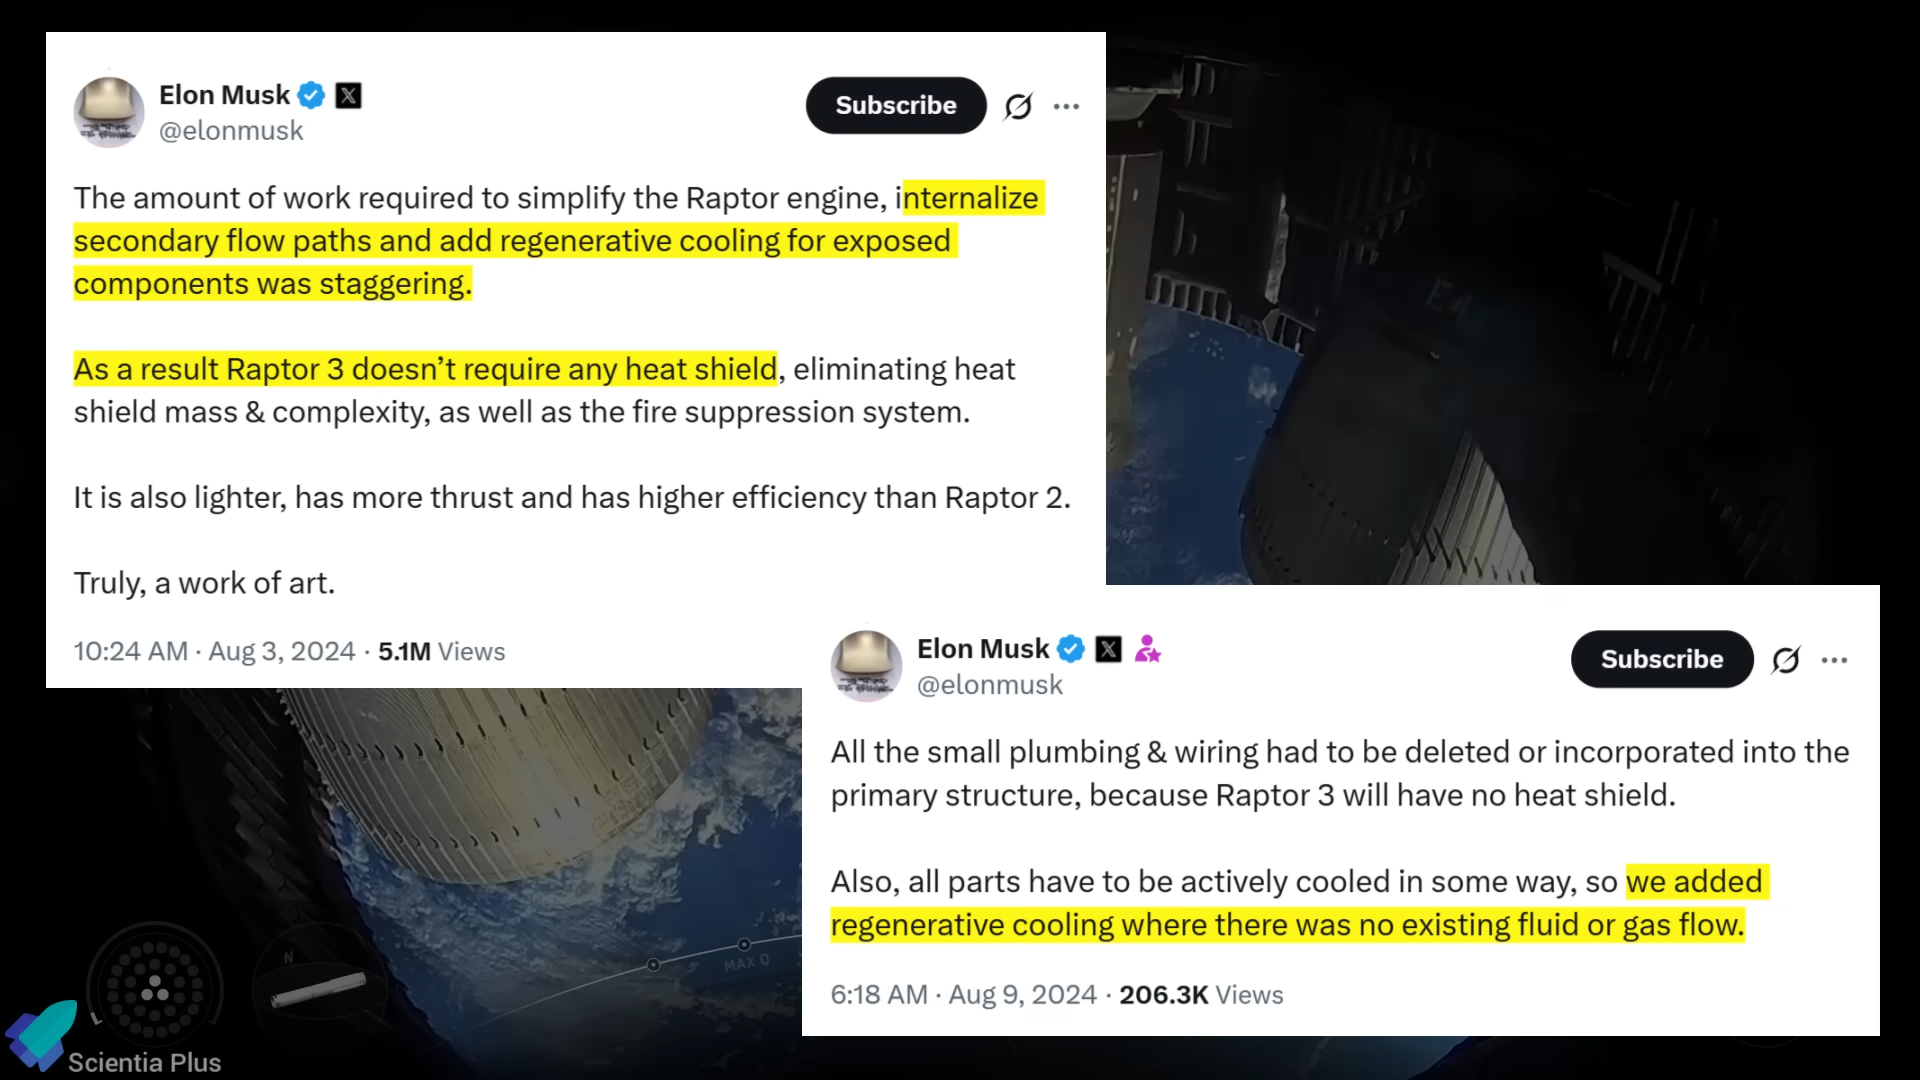 Elon Musk
@elonmusk
Subscribe
The amount of work required to simplify the Raptor engine, internalize
secondary flow paths and add regenerative cooling for exposed
components was staggering.
As a result Raptor 3 doesn’t require any heat shield, eliminating heat
shield mass & complexity, as well as the fire suppression system.
It is also lighter, has more thrust and has higher efficiency than Raptor 2.
Truly, a work of art.
10:24 AM · Aug 3, 2024 · 5.1M Views
E4
Elon Musk
@elonmusk
Subscribe
All the small plumbing & wiring had to be deleted or incorporated into the
primary structure, because Raptor 3 will have no heat shield.
Also, all parts have to be actively cooled in some way, so we added
regenerative cooling where there was no existing fluid or gas flow.
6:18 AM · Aug 9, 2024 · 206.3K Views
N
MAX Q
Scientia Plus